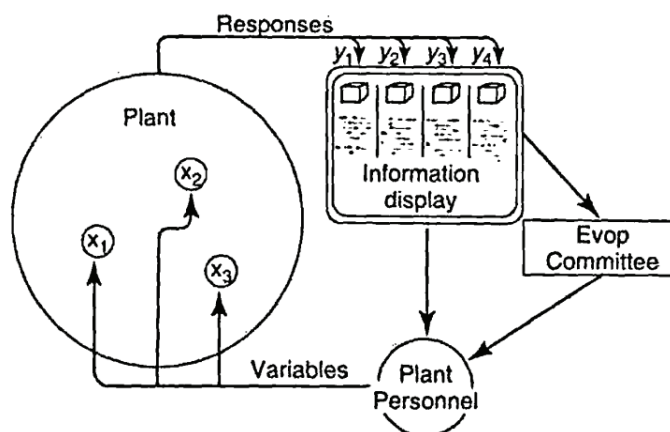 Responses
y₁ y₂ y₃ y₄
Plant
x₂
Information
display
x₁
x₃
Evop
Committee
Variables
Plant
Personnel